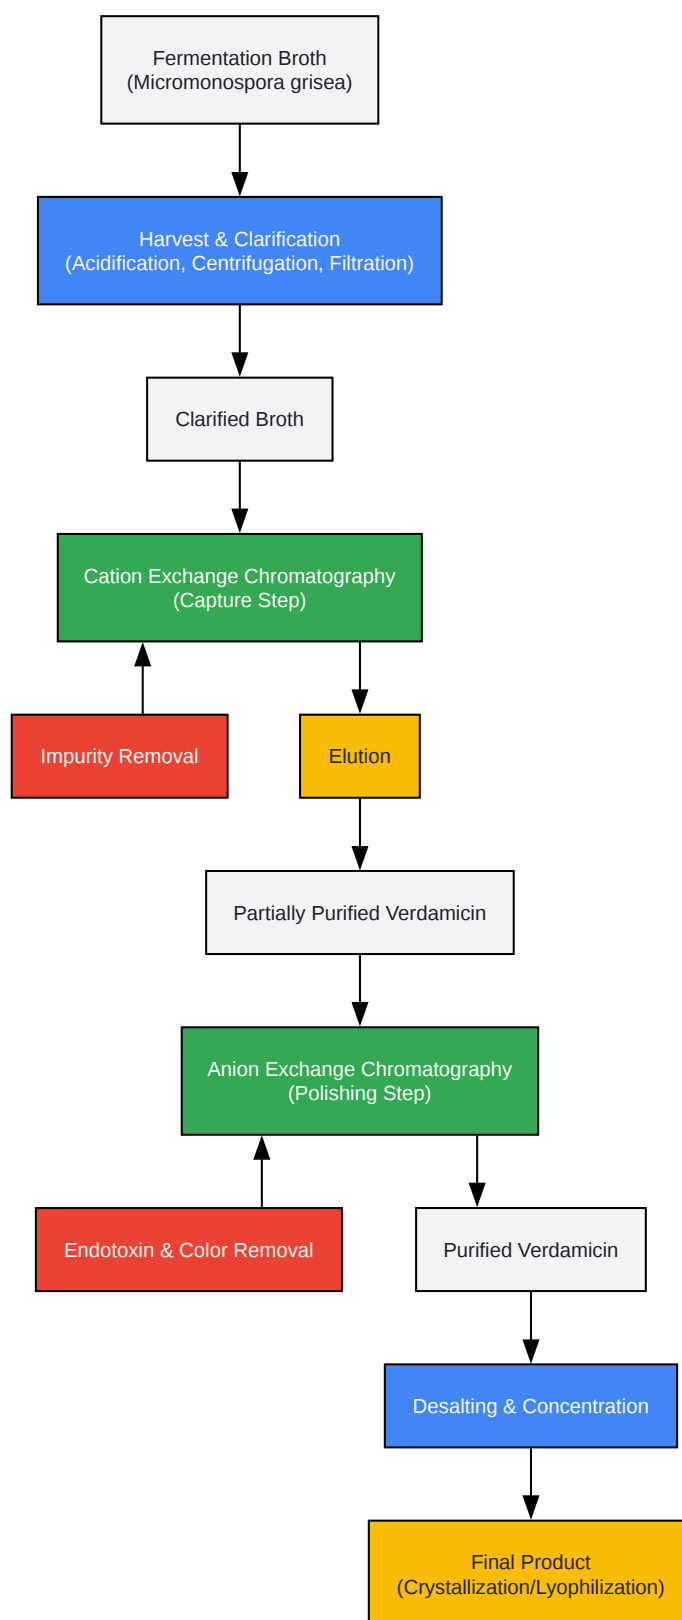 Fermentation Broth
(Micromonospora grisea)
Harvest & Clarification
(Acidification, Centrifugation, Filtration)
Clarified Broth
Cation Exchange Chromatography
(Capture Step)
Impurity Removal
Elution
Partially Purified Verdamicin
Anion Exchange Chromatography
(Polishing Step)
Endotoxin & Color Removal
Purified Verdamicin
Desalting & Concentration
Final Product
(Crystallization/Lyophilization)